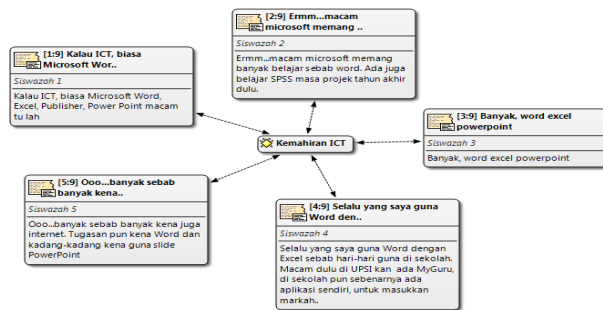 [2:9] Ermm...macam
microsoft memang ..
Siswazah 2
Ermm...macam microsoft memang
banyak belajar sebab word. Ada juga
belajar SPSS masa projek tahun akhir
dulu.
[1:9] Kalau ICT, biasa
Microsoft Wor..
Siswazah 1
Kalau ICT, biasa Microsoft Word,
Excel, Publisher, Power Point macam
tu lah
[3:9] Banyak, word excel
powerpoint
Siswazah 3
Banyak, word excel powerpoint
Kemahiran ICT
[5:9] Ooo...banyak sebab
banyak kena..
Siswazah 5
Ooo...banyak sebab banyak kena juga
internet. Tugasan pun kena Word dan
kadang-kadang kena guna slide
PowerPoint
[4:9] Selalu yang saya guna
Word den..
Siswazah 4
Selalu yang saya guna Word dengan
Excel sebab hari-hari guna di sekolah.
Macam dulu di UPSI kan  ada MyGuru,
di sekolah pun sebenarnya ada
aplikasi sendiri, untuk masukkan
markah..